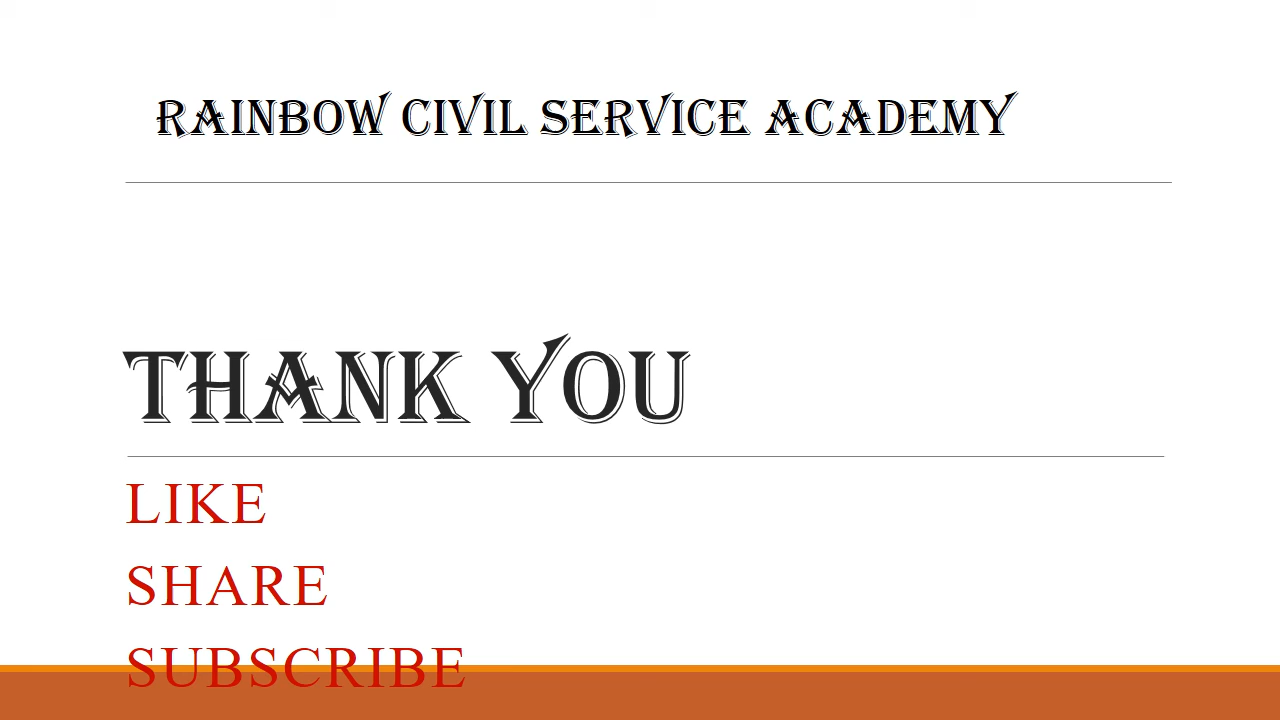 RAINBOW CIVIL SERVICE ACADEMY
THANK YOU
LIKE
SHARE
SUBSCRIBE